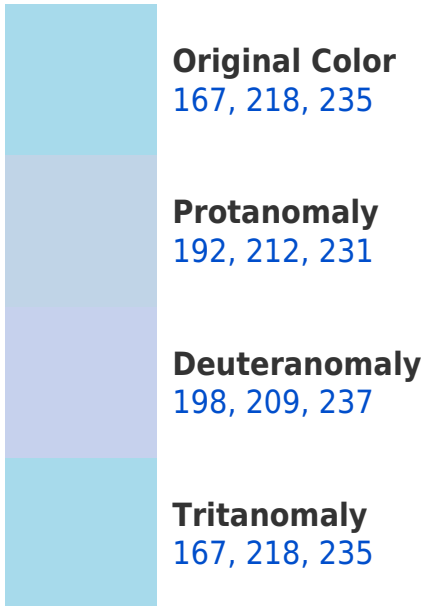 Original Color
167, 218, 235
Protanomaly
192, 212, 231
Deuteranomaly
198, 209, 237
Tritanomaly
167, 218, 235